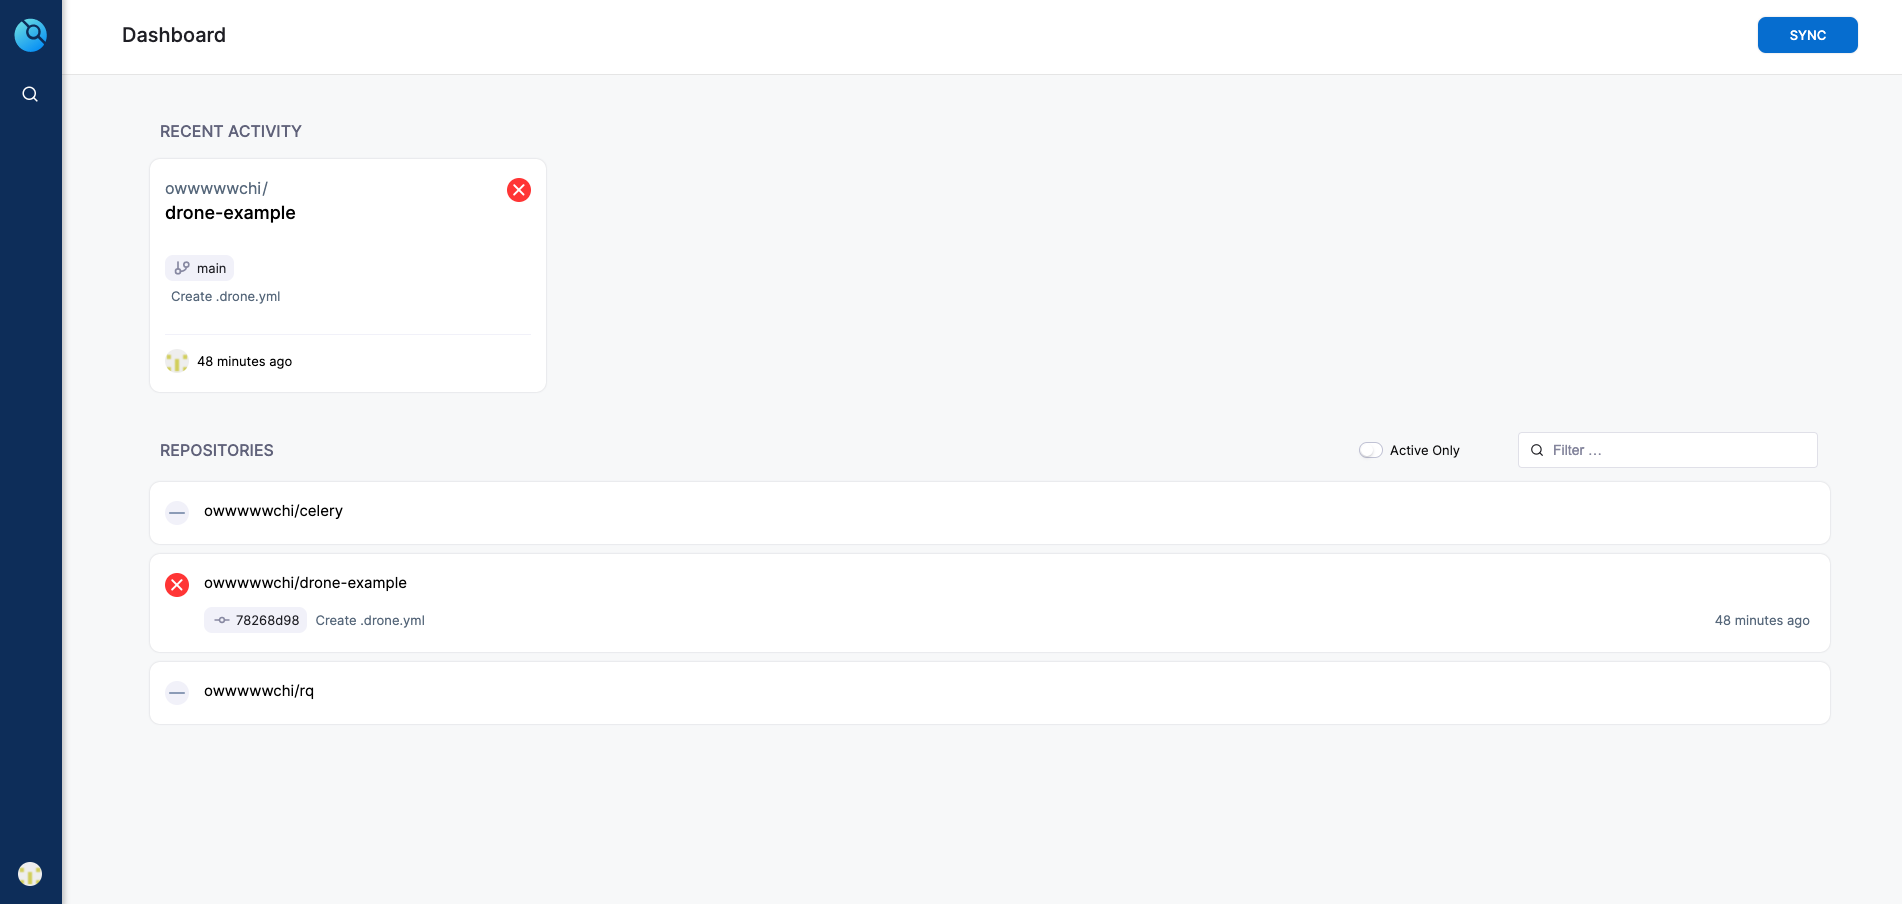 Dashboard
SYNC
RECENT ACTIVITY
owwwwwchi/
drone-example
main
Create .drone.yml
48 minutes ago
REPOSITORIES
Active Only
Filter ...
owwwwwchi/celery
owwwwwchi/drone-example
78268d98 Create .drone.yml
48 minutes ago
owwwwwchi/rq